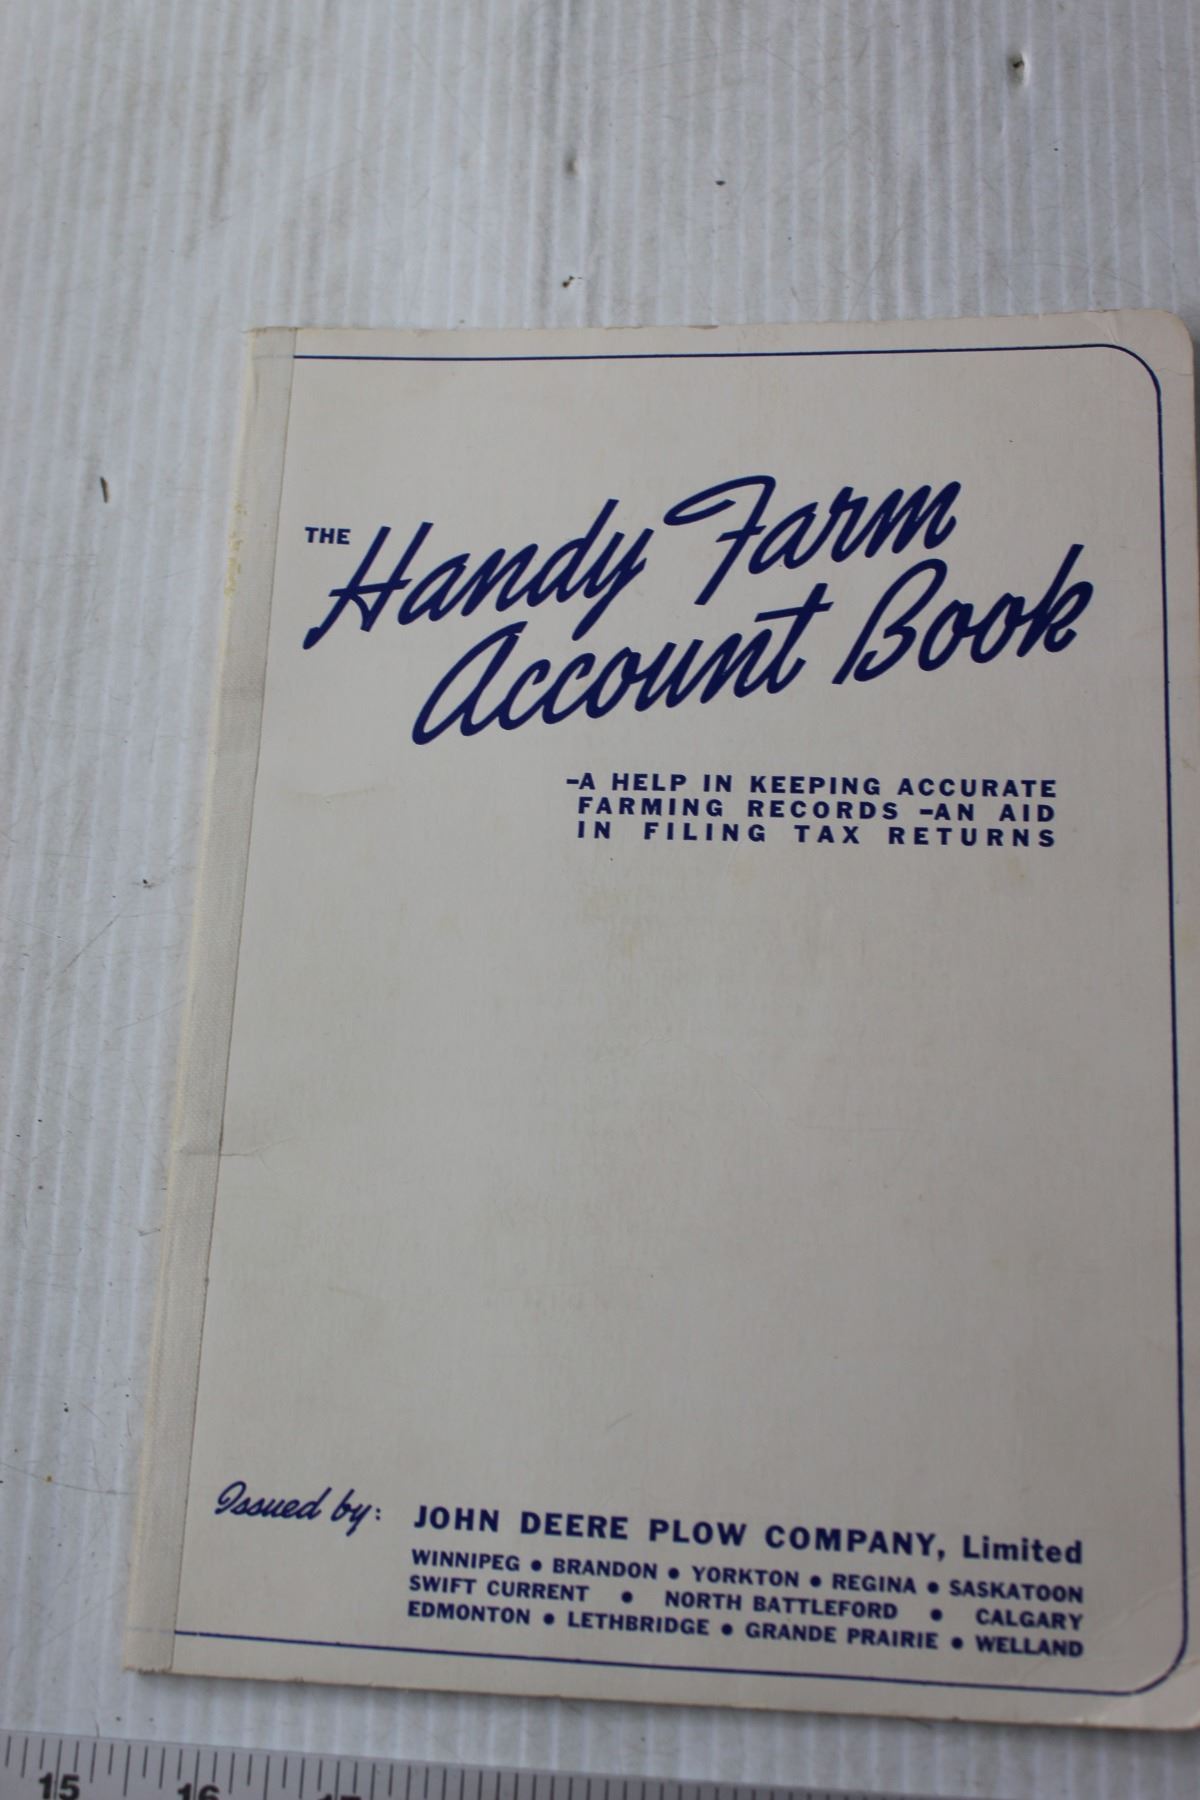 THE Handy Farm
Account Book
-A HELP IN KEEPING ACCURATE
FARMING RECORDS -AN AID
IN FILING TAX RETURNS
Issued by: JOHN DEERE PLOW COMPANY, Limited
WINNIPEG • BRANDON • YORKTON • REGINA • SASKATOON
SWIFT CURRENT • NORTH BATTLEFORD • CALGARY
EDMONTON • LETHBRIDGE • GRANDE PRAIRIE • WELLAND
15 16 17